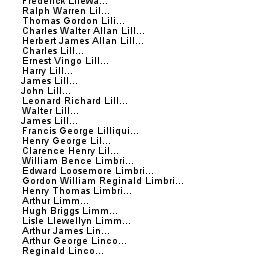 Frederick Lilewa...
Ralph Warren Lil...
Thomas Gordon Lili...
Charles Walter Allan Lill...
Herbert James Allan Lill...
Charles Lill...
Ernest Vingo Lill...
Harry Lill...
James Lill...
John Lill...
Leonard Richard Lill...
Walter Lill...
James Lill...
Francis George Lilliqui...
Henry George Lil...
Clarence Henry Lil...
William Bence Limbri...
Edward Loosemore Limbri...
Gordon William Reginald Limbri...
Henry Thomas Limbri...
Arthur Limm...
Hugh Briggs Limm...
Lisle Llewellyn Limm...
Arthur James Lin...
Arthur George Linco...
Reginald Linco...